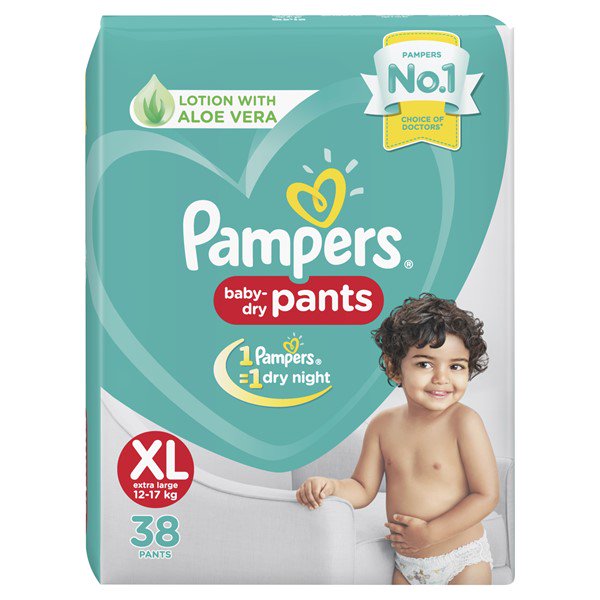 PAMPERS
No.1
CHOICE OF
DOCTORS*
LOTION WITH
ALOE VERA
Pampers®
baby-
dry pants
1 Pampers®
=1 dry night
XL
extra large
12-17 kg
38
PANTS